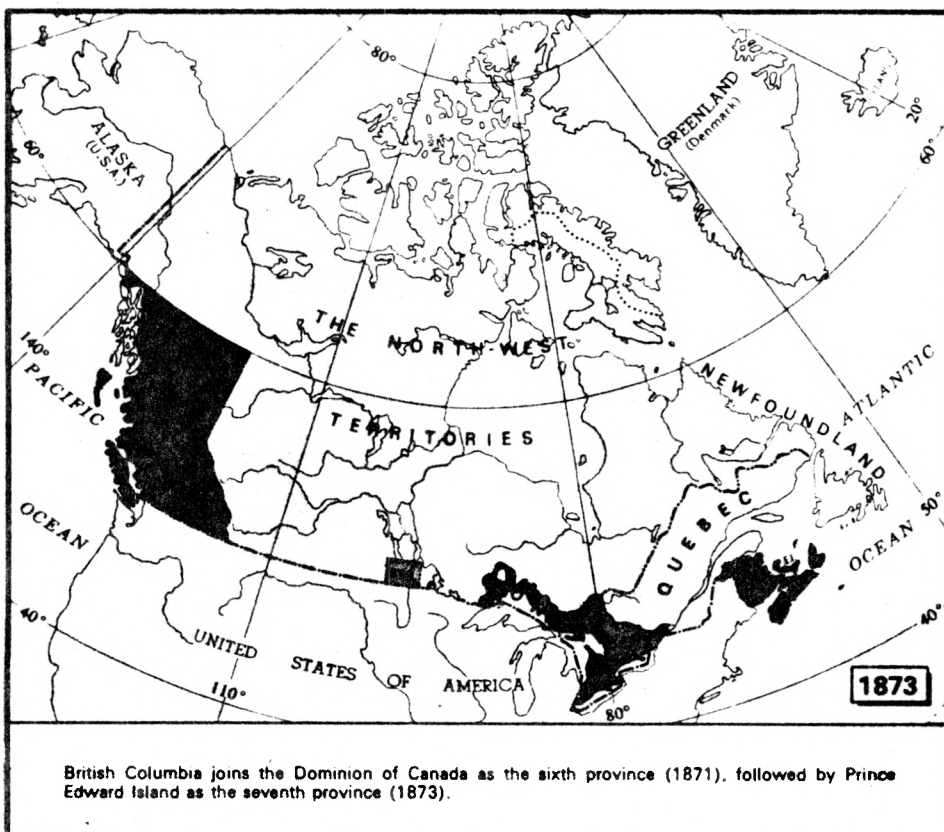 80°
ALASKA
(U.S.A.)
60°
GREENLAND
(Denmark)
20°
60°
THE
NORTH-WEST
TERRITORIES
140°
PACIFIC
OCEAN
NEWFOUNDLAND
ATLANTIC
OCEAN
QUEBEC
P.E.I.
50°
40°
40°
UNITED STATES OF AMERICA
110°
80°
1873
British Columbia joins the Dominion of Canada as the sixth province (1871), followed by Prince
Edward Island as the seventh province (1873).